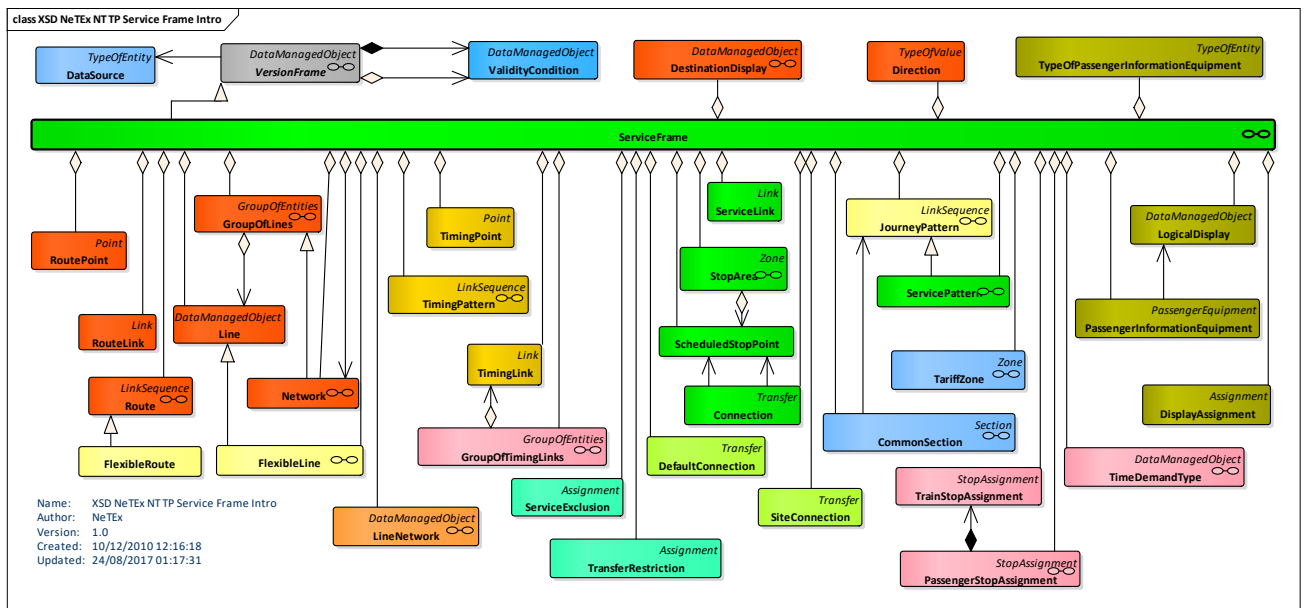 class XSD NeTEx NT TP Service Frame Intro
TypeOfEntity
DataSource
DataManagedObject
VersionFrame
DataManagedObject
ValidityCondition
DataManagedObject
DestinationDisplay
TypeOfValue
Direction
TypeOfEntity
TypeOfPassengerInformationEquipment
ServiceFrame
Point
RoutePoint
GroupOfEntities
GroupOfLines
Point
TimingPoint
Link
ServiceLink
LinkSequence
JourneyPattern
DataManagedObject
LogicalDisplay
Zone
StopArea
LinkSequence
TimingPattern
ServicePattern
DataManagedObject
Line
Link
RouteLink
ScheduledStopPoint
PassengerEquipment
PassengerInformationEquipment
Link
TimingLink
Zone
TariffZone
LinkSequence
Route
Network
Transfer
Connection
Assignment
DisplayAssignment
FlexibleRoute
FlexibleLine
GroupOfEntities
GroupOfTimingLinks
Transfer
DefaultConnection
Section
CommonSection
DataManagedObject
TimeDemandType
StopAssignment
TrainStopAssignment
Assignment
ServiceExclusion
Transfer
SiteConnection
DataManagedObject
LineNetwork
Assignment
TransferRestriction
StopAssignment
PassengerStopAssignment
Name: XSD NeTEx NT TP Service Frame Intro
Author: NeTEx
Version: 1.0
Created: 10/12/2010 12:16:18
Updated: 24/08/2017 01:17:31